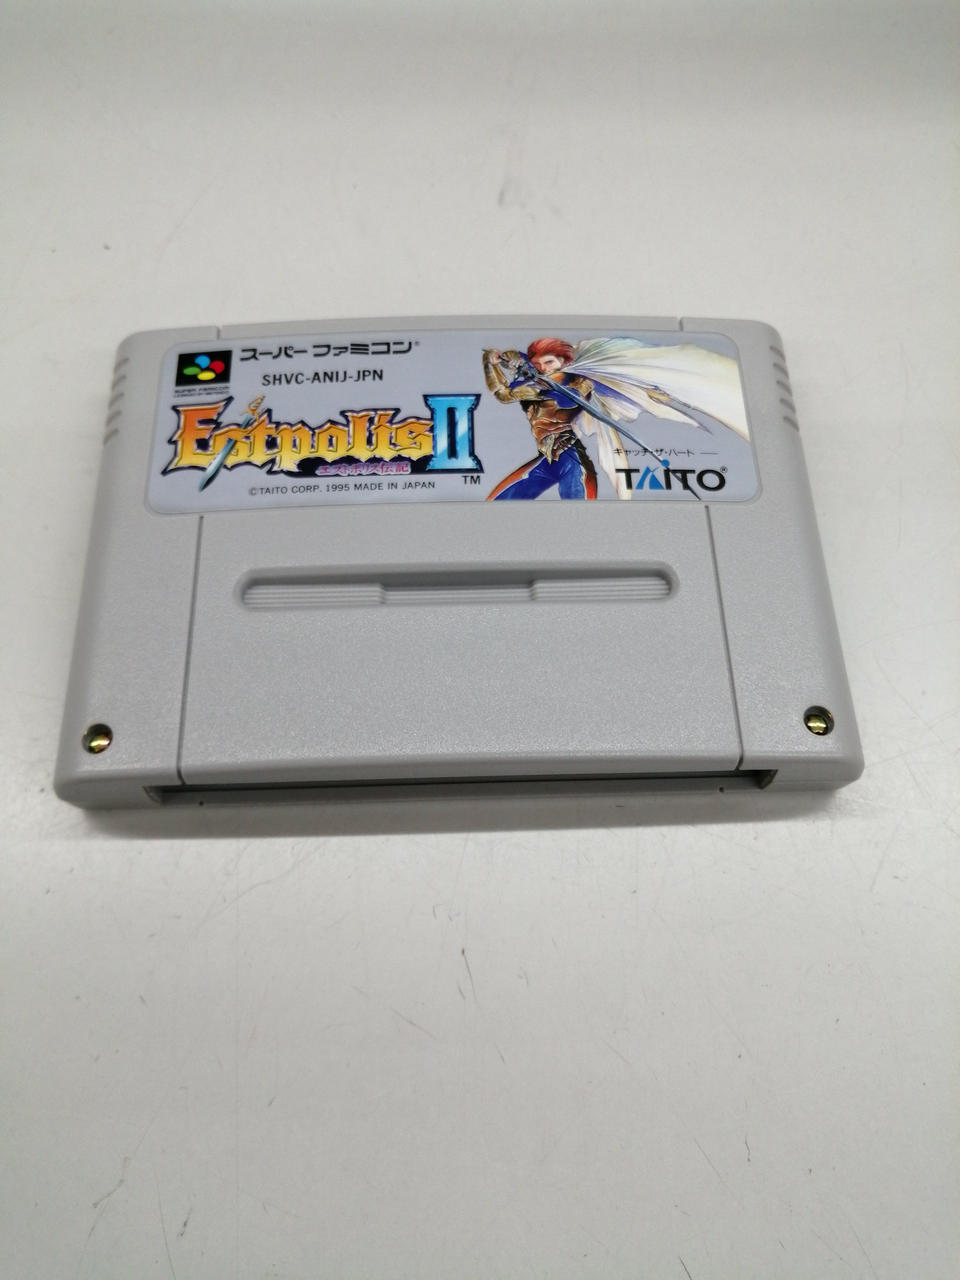 スーパーファミコン®
SUPER FAMICOM
SHVC-ANIJ-JPN
Estpolis II
エストポリス伝記
TM
©TAITO CORP. 1995 MADE IN JAPAN
キャッチ・ザ・ハート
TAITO®